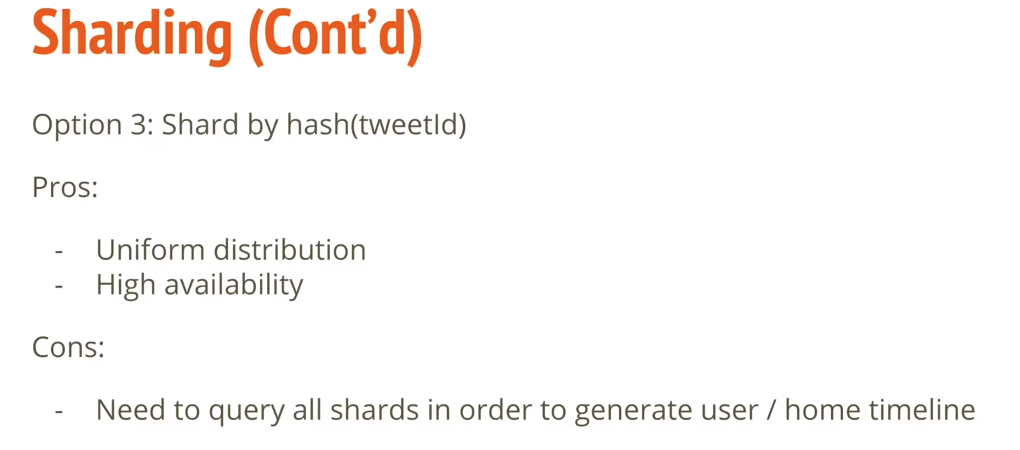 Sharding (Cont’d)
Option 3: Shard by hash(tweetId)
Pros:
- Uniform distribution
- High availability
Cons:
- Need to query all shards in order to generate user / home timeline